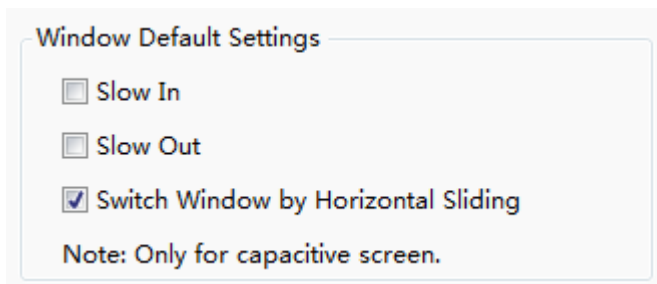 Window Default Settings
Slow In
Slow Out
Switch Window by Horizontal Sliding
Note: Only for capacitive screen.